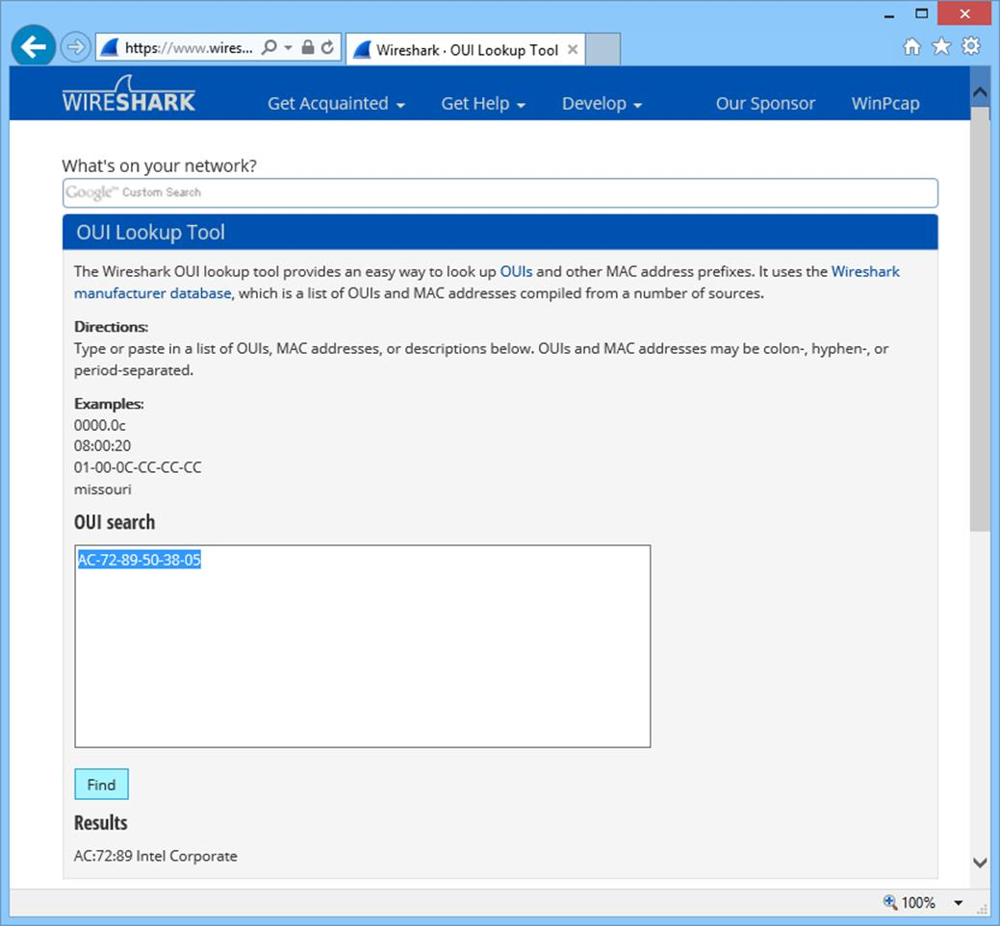 https://www.wires...
Wireshark · OUI Lookup Tool
WIRESHARK
Get Acquainted
Get Help
Develop
Our Sponsor
WinPcap
What's on your network?
Google™ Custom Search
OUI Lookup Tool
The Wireshark OUI lookup tool provides an easy way to look up OUIs and other MAC address prefixes. It uses the Wireshark
manufacturer database, which is a list of OUIs and MAC addresses compiled from a number of sources.
Directions:
Type or paste in a list of OUIs, MAC addresses, or descriptions below. OUIs and MAC addresses may be colon-, hyphen-, or
period-separated.
Examples:
0000.0c
08:00:20
01-00-0C-CC-CC-CC
missouri
OUI search
AC-72-89-50-38-05
Find
Results
AC:72:89 Intel Corporate
100%